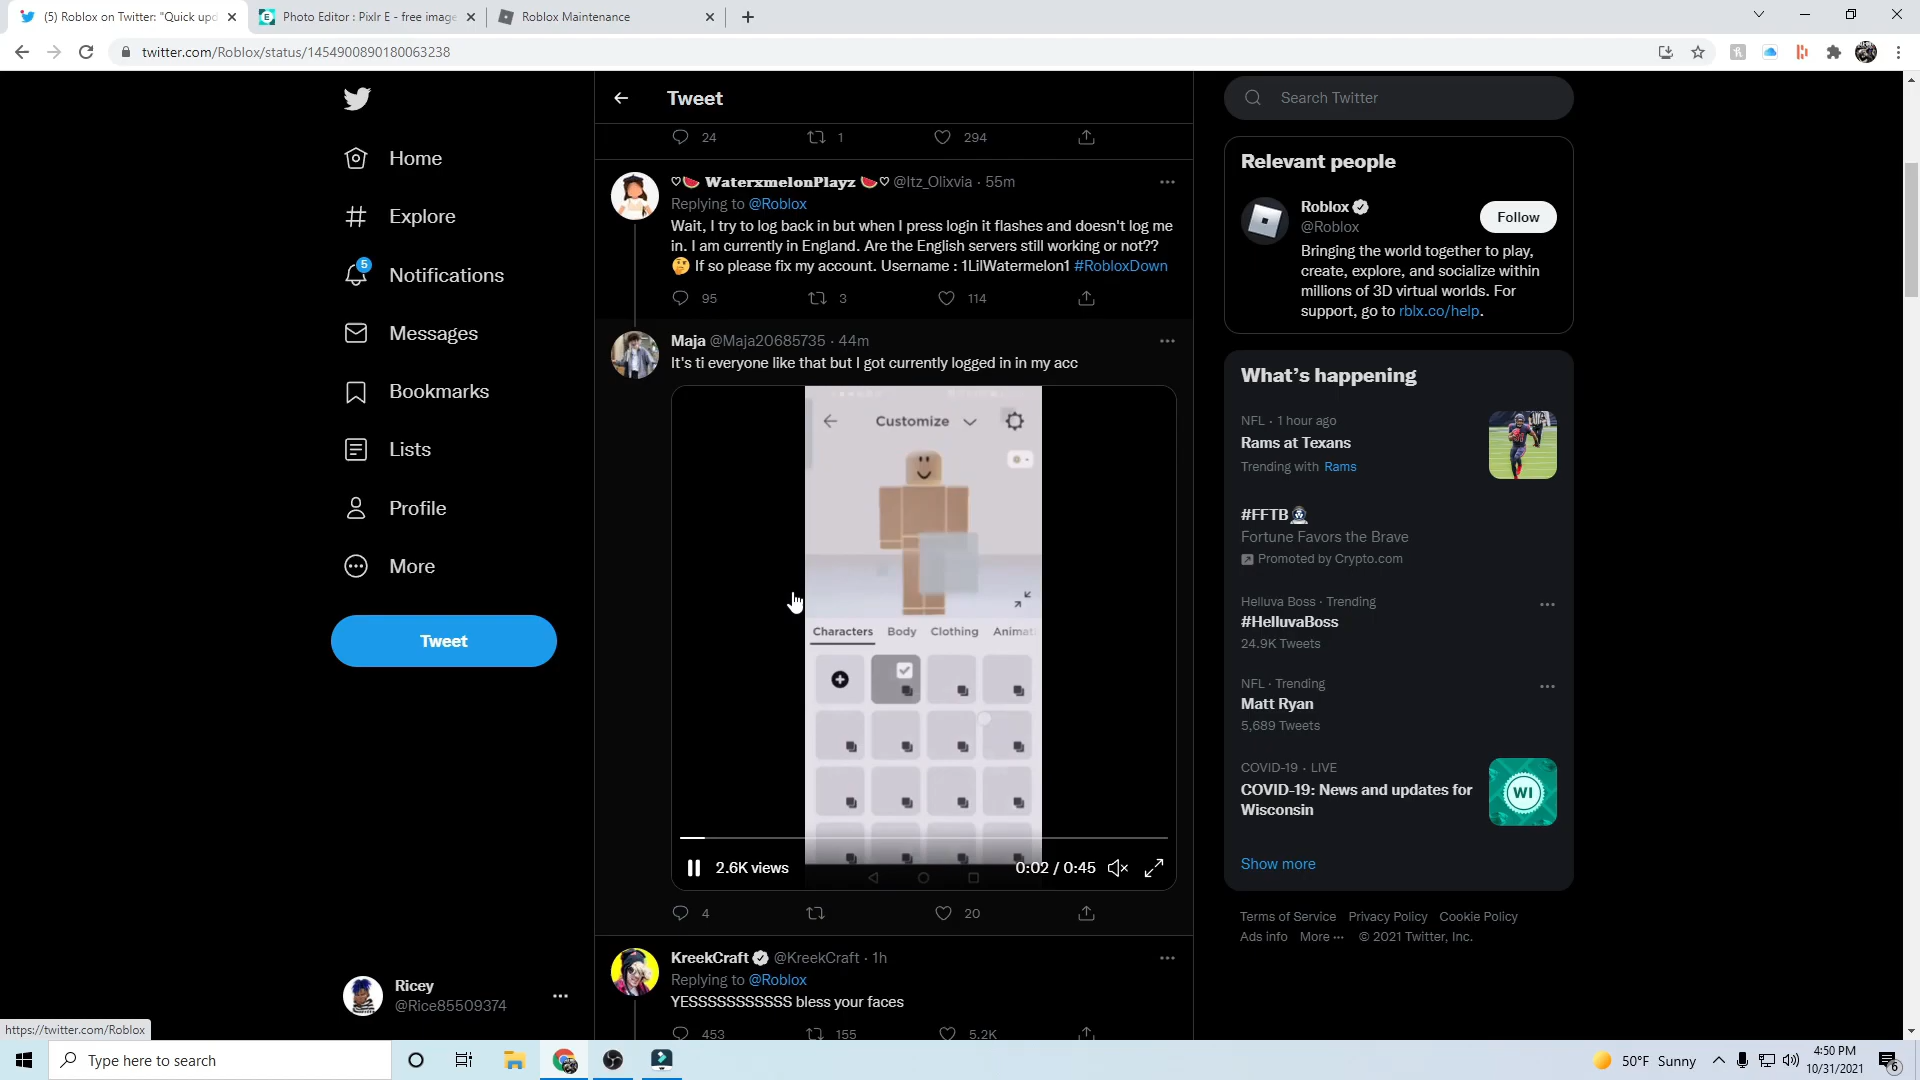 (5) Roblox on Twitter: "Quick upd
Photo Editor : Pixlr E - free image
Roblox Maintenance
twitter.com/Roblox/status/1454900890180063238
Home
Explore
5
Notifications
Messages
Bookmarks
Lists
Profile
More
Tweet
Ricey
@Rice85509374
https://twitter.com/Roblox
Tweet
24
1
294
WaterxmelonPlayz @Itz_Olixvia · 55m
Replying to @Roblox
Wait, I try to log back in but when I press login it flashes and doesn't log me
in. I am currently in England. Are the English servers still working or not??
🤔 If so please fix my account. Username : 1LilWatermelon1 #RobloxDown
95
3
114
Maja @Maja20685735 · 44m
It's ti everyone like that but I got currently logged in in my acc
Customize
Characters Body Clothing Animat
2.6K views
0:02 / 0:45
4
20
KreekCraft @KreekCraft · 1h
Replying to @Roblox
YESSSSSSSSSSS bless your faces
453
155
5.2K
Search Twitter
Relevant people
Roblox
@Roblox
Follow
Bringing the world together to play,
create, explore, and socialize within
millions of 3D virtual worlds. For
support, go to rblx.co/help.
What's happening
NFL · 1 hour ago
Rams at Texans
Trending with Rams
#FFTB
Fortune Favors the Brave
Promoted by Crypto.com
Helluva Boss · Trending
#HelluvaBoss
24.9K Tweets
NFL · Trending
Matt Ryan
5,689 Tweets
COVID-19 · LIVE
COVID-19: News and updates for
Wisconsin
WI
Show more
Terms of Service Privacy Policy Cookie Policy
Ads info More ··· © 2021 Twitter, Inc.
Type here to search
50°F Sunny
4:50 PM
10/31/2021
6